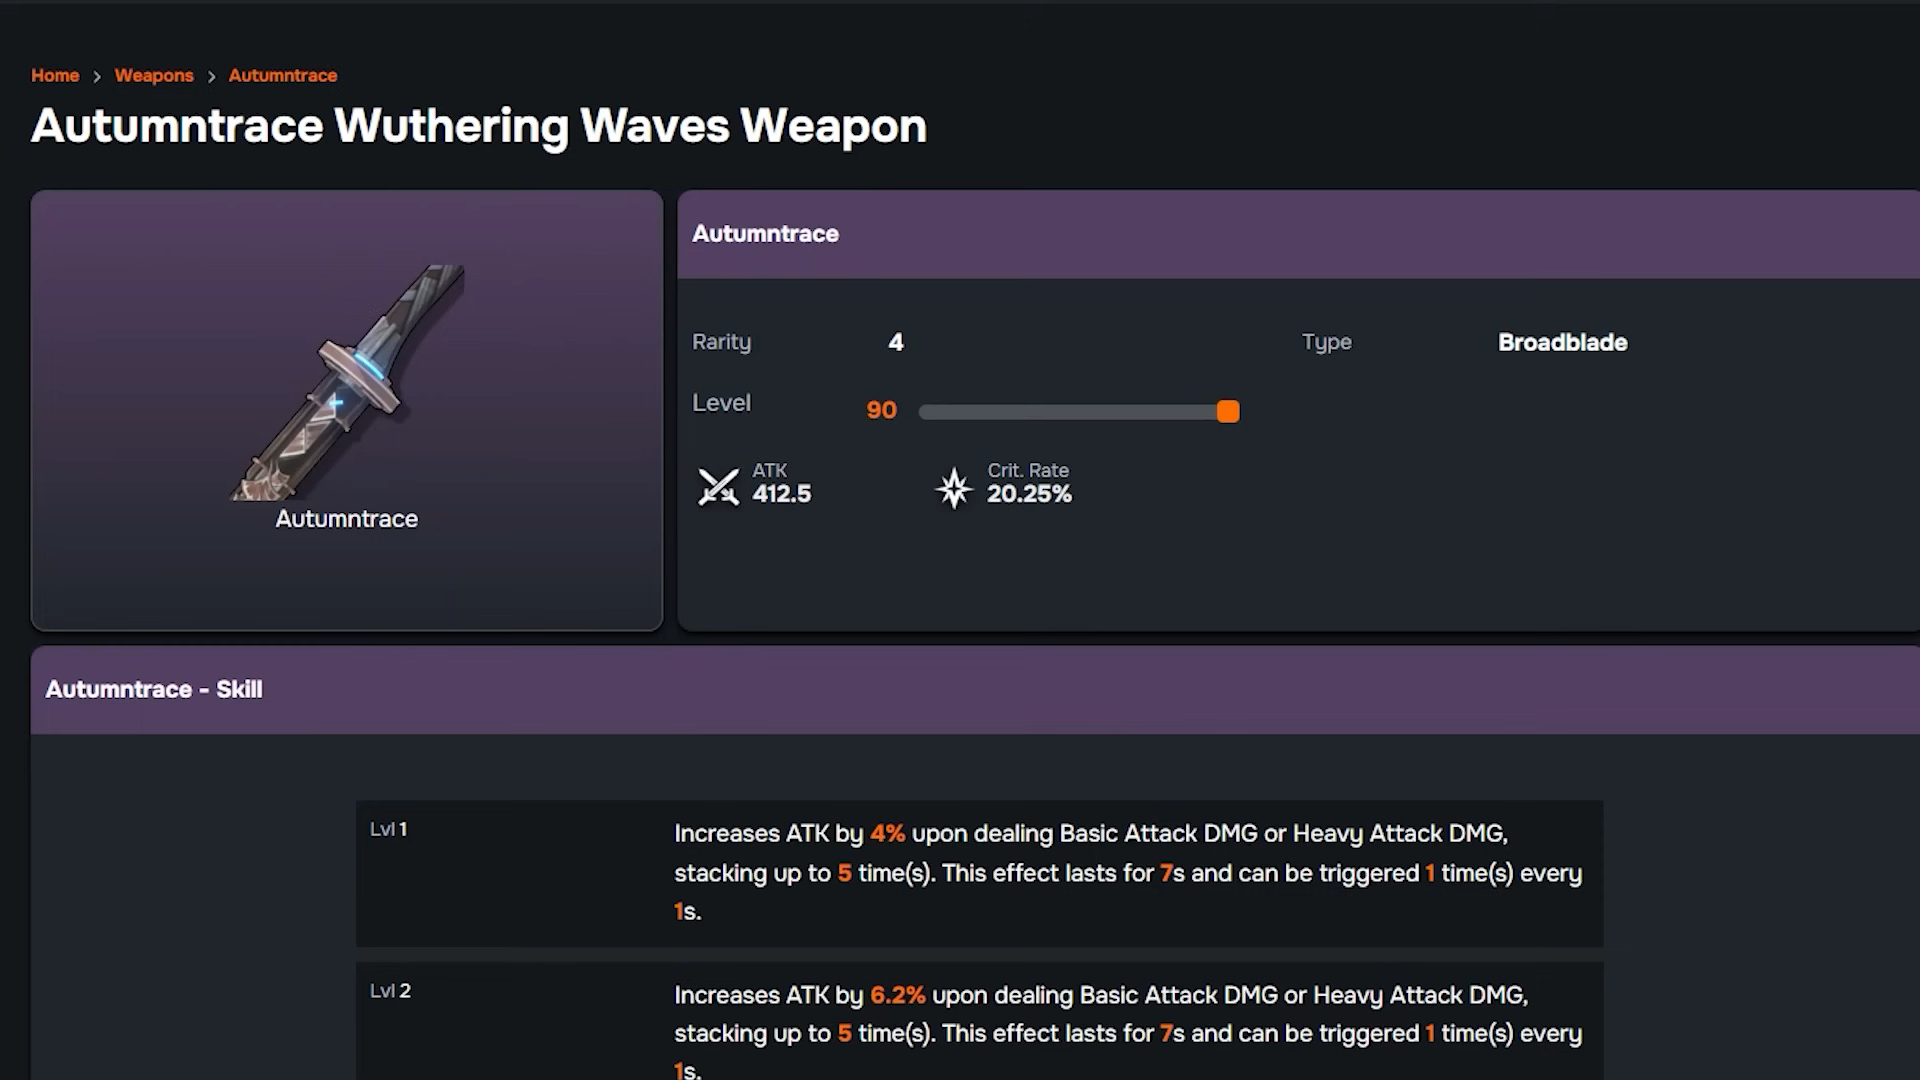 Home > Weapons > Autumntrace
Autumntrace Wuthering Waves Weapon
Autumntrace
Autumntrace
Rarity 4 Type Broadblade
Level 90
ATK
412.5
Crit. Rate
20.25%
Autumntrace - Skill
Lvl 1
Increases ATK by 4% upon dealing Basic Attack DMG or Heavy Attack DMG,
stacking up to 5 time(s). This effect lasts for 7s and can be triggered 1 time(s) every
1s.
Lvl 2
Increases ATK by 6.2% upon dealing Basic Attack DMG or Heavy Attack DMG,
stacking up to 5 time(s). This effect lasts for 7s and can be triggered 1 time(s) every
1s.